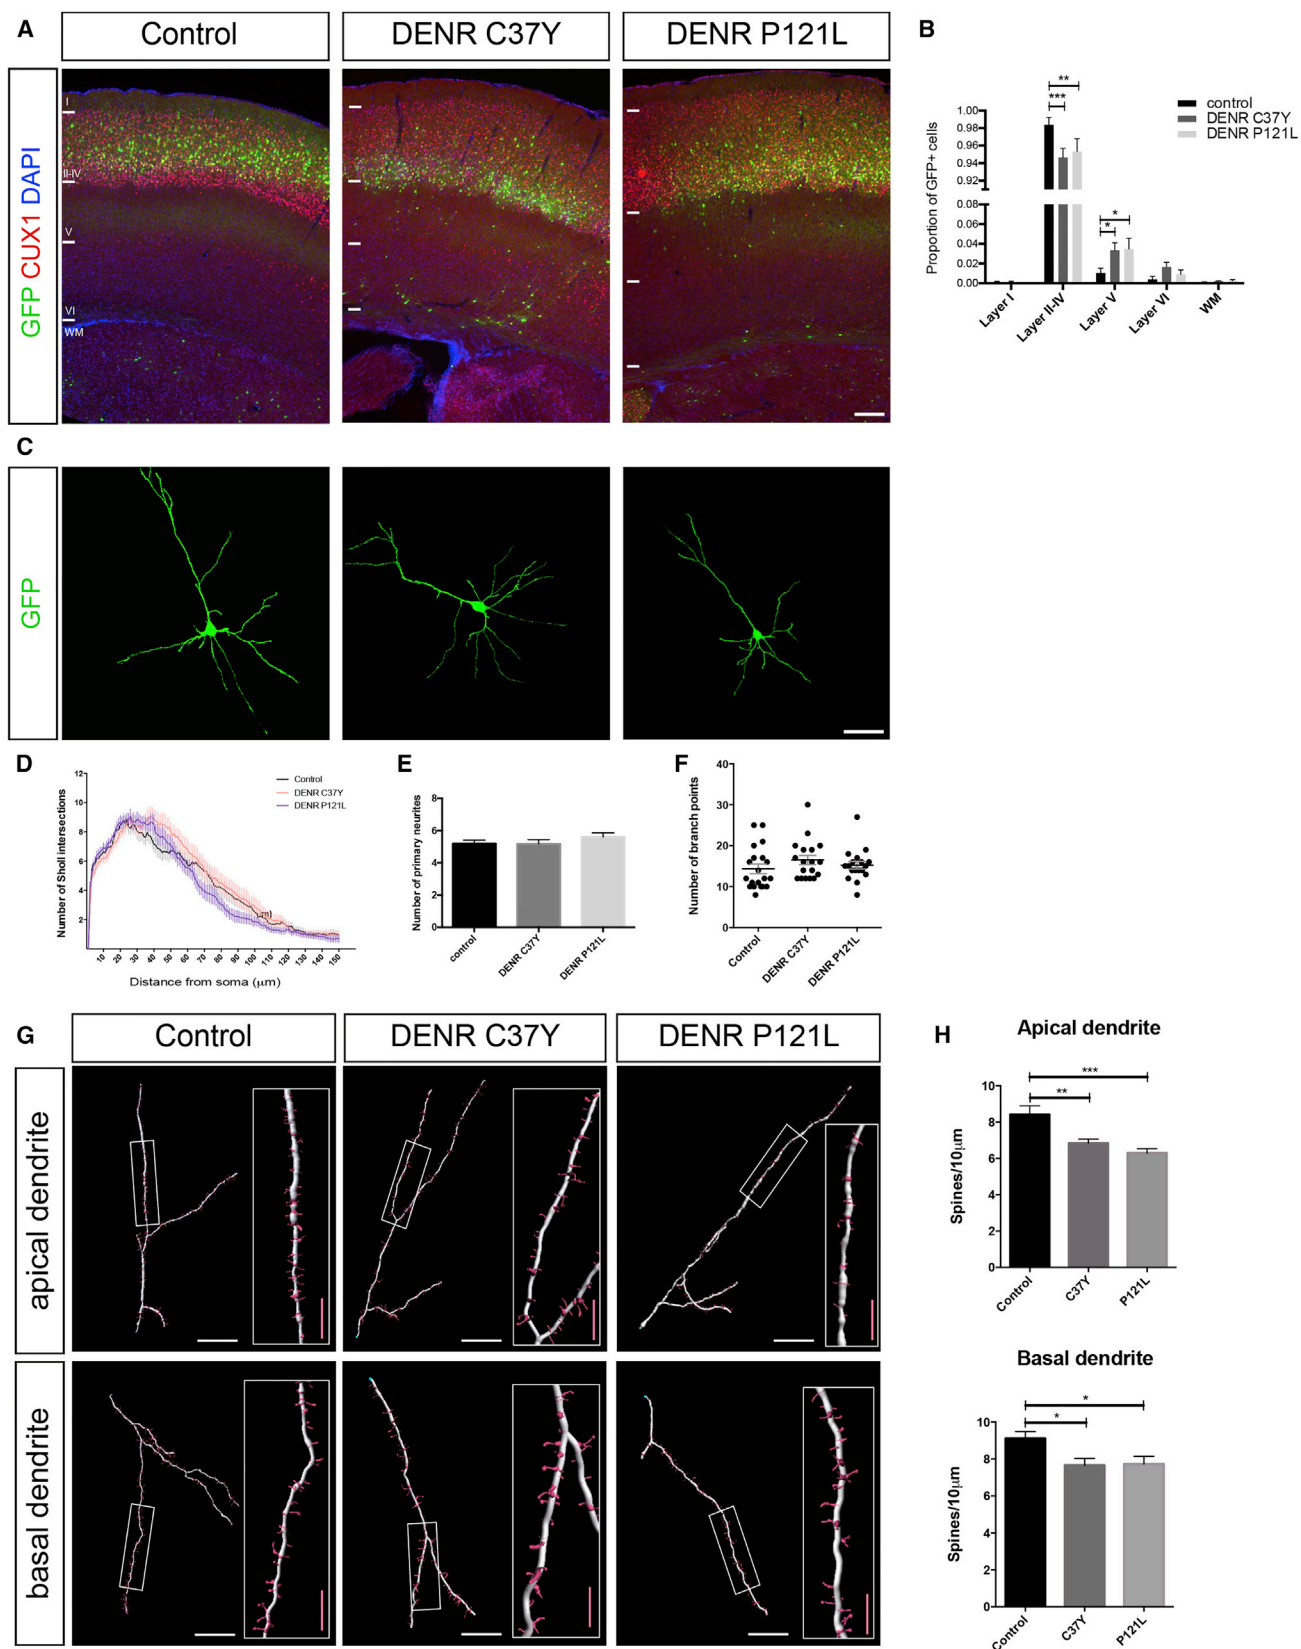 A
Control
DENR C37Y
DENR P121L
GFP CUX1 DAPI
I
II-IV
V
VI
WM
B
Proportion of GFP+ cells
1.00
0.98
0.96
0.94
0.92
0.08
0.06
0.04
0.02
0.00
**
***
*
*
control
DENR C37Y
DENR P121L
Layer I
Layer II-IV
Layer V
Layer VI
WM
C
GFP
D
Number of Sholl intersections
12
10
8
6
4
2
Control
DENR C37Y
DENR P121L
10
20
30
40
50
60
70
80
90
100
110
120
130
140
150
Distance from soma (µm)
E
Number of primary neurites
8
6
4
2
0
control
DENR C37Y
DENR P121L
F
Number of branch points
40
30
20
10
0
Control
DENR C37Y
DENR P121L
G
Control
DENR C37Y
DENR P121L
apical dendrite
basal dendrite
H
Apical dendrite
***
**
Spines/10µm
10
8
6
4
2
0
Control
C37Y
P121L
Basal dendrite
*
*
Spines/10µm
10
8
6
4
2
0
Control
C37Y
P121L